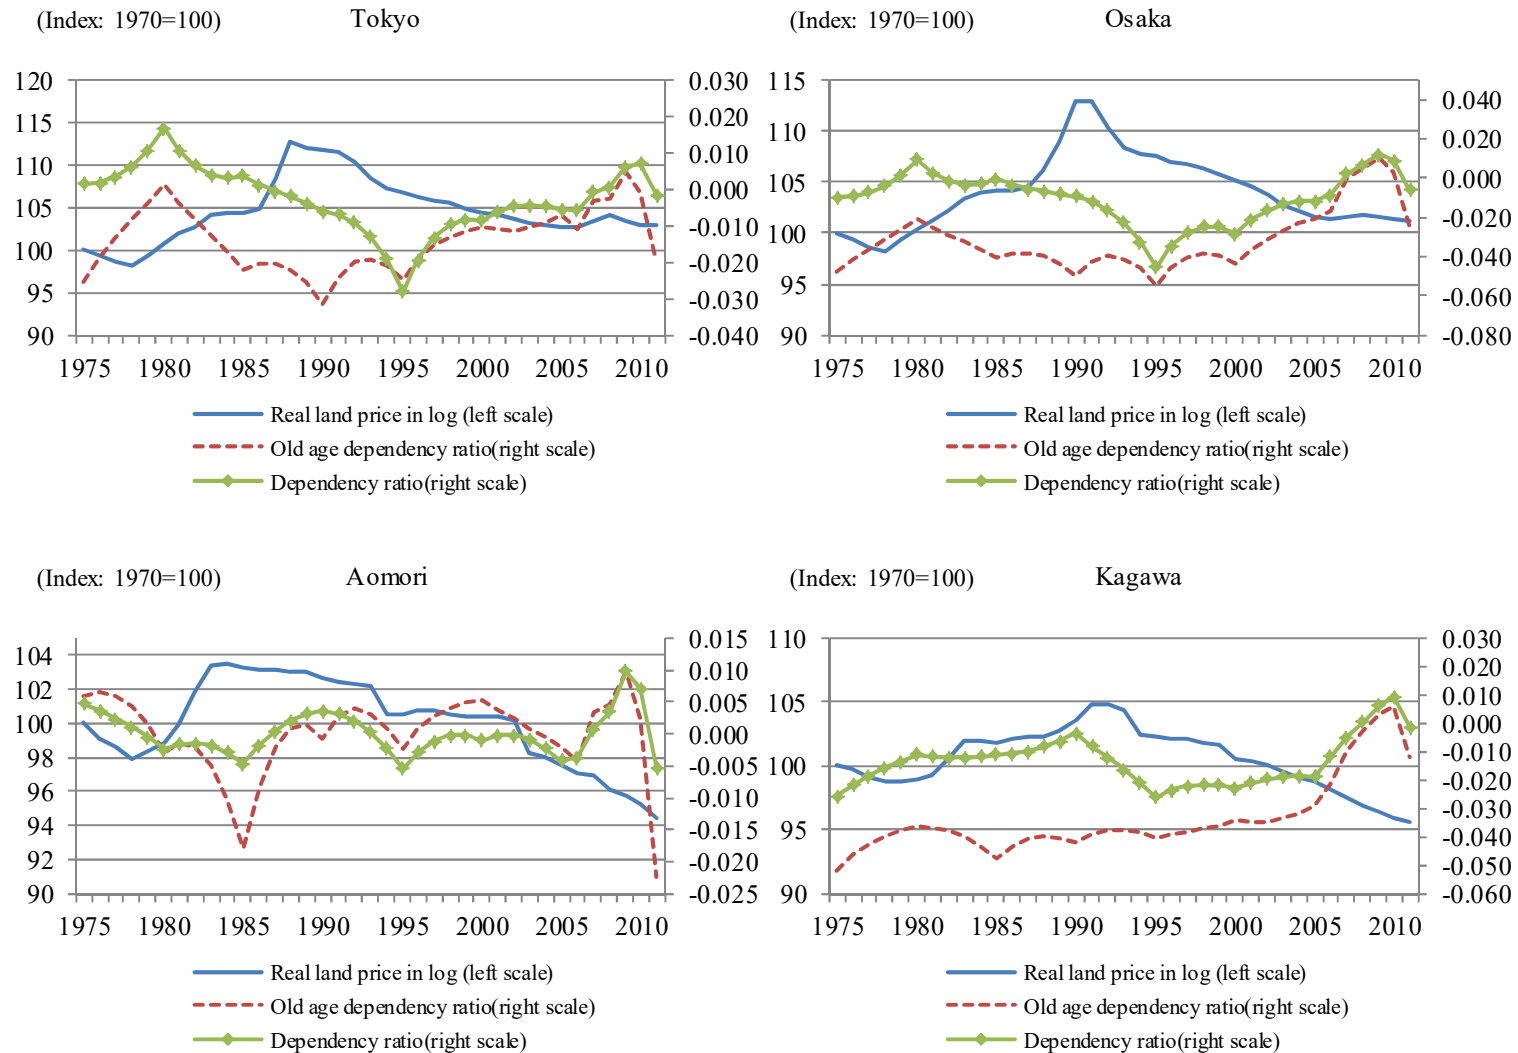 (Index: 1970=100) Tokyo
120 115 110 105 100 95 90
0.030 0.020 0.010 0.000 -0.010 -0.020 -0.030 -0.040
1975 1980 1985 1990 1995 2000 2005 2010
Real land price in log (left scale)
Old age dependency ratio(right scale)
Dependency ratio(right scale)
(Index: 1970=100) Osaka
115 110 105 100 95 90
0.040 0.020 0.000 -0.020 -0.040 -0.060 -0.080
1975 1980 1985 1990 1995 2000 2005 2010
Real land price in log (left scale)
Old age dependency ratio(right scale)
Dependency ratio(right scale)
(Index: 1970=100) Aomori
104 102 100 98 96 94 92 90
0.015 0.010 0.005 0.000 -0.005 -0.010 -0.015 -0.020 -0.025
1975 1980 1985 1990 1995 2000 2005 2010
Real land price in log (left scale)
Old age dependency ratio(right scale)
Dependency ratio(right scale)
(Index: 1970=100) Kagawa
110 105 100 95 90
0.030 0.020 0.010 0.000 -0.010 -0.020 -0.030 -0.040 -0.050 -0.060
1975 1980 1985 1990 1995 2000 2005 2010
Real land price in log (left scale)
Old age dependency ratio(right scale)
Dependency ratio(right scale)